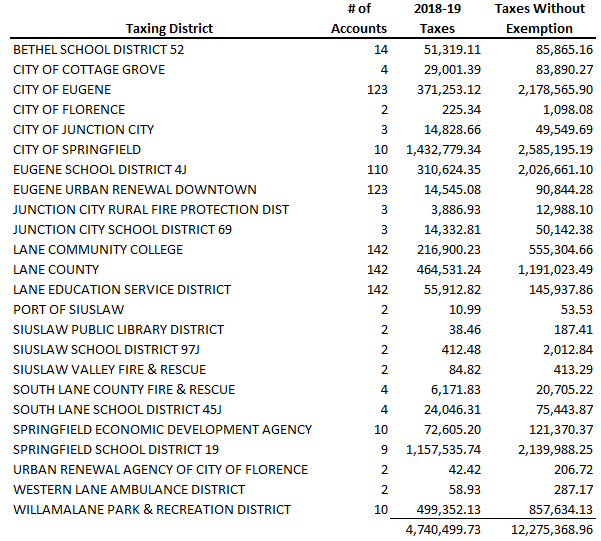 # of 2018-19 Taxes Without
Taxing District Accounts Taxes Exemption
BETHEL SCHOOL DISTRICT 52 14 51,319.11 85,865.16
CITY OF COTTAGE GROVE 4 29,001.39 83,890.27
CITY OF EUGENE 123 371,253.12 2,178,565.90
CITY OF FLORENCE 2 225.34 1,098.08
CITY OF JUNCTION CITY 3 14,828.66 49,549.69
CITY OF SPRINGFIELD 10 1,432,779.34 2,585,195.19
EUGENE SCHOOL DISTRICT 4J 110 310,624.35 2,026,661.10
EUGENE URBAN RENEWAL DOWNTOWN 123 14,545.08 90,844.28
JUNCTION CITY RURAL FIRE PROTECTION DIST 3 3,886.93 12,988.10
JUNCTION CITY SCHOOL DISTRICT 69 3 14,332.81 50,142.38
LANE COMMUNITY COLLEGE 142 216,900.23 555,304.66
LANE COUNTY 142 464,531.24 1,191,023.49
LANE EDUCATION SERVICE DISTRICT 142 55,912.82 145,937.86
PORT OF SIUSLAW 2 10.99 53.53
SIUSLAW PUBLIC LIBRARY DISTRICT 2 38.46 187.41
SIUSLAW SCHOOL DISTRICT 97J 2 412.48 2,012.84
SIUSLAW VALLEY FIRE & RESCUE 2 84.82 413.29
SOUTH LANE COUNTY FIRE & RESCUE 4 6,171.83 20,705.22
SOUTH LANE SCHOOL DISTRICT 45J 4 24,046.31 75,443.87
SPRINGFIELD ECONOMIC DEVELOPMENT AGENCY 10 72,605.20 121,370.37
SPRINGFIELD SCHOOL DISTRICT 19 9 1,157,535.74 2,139,988.25
URBAN RENEWAL AGENCY OF CITY OF FLORENCE 2 42.42 206.72
WESTERN LANE AMBULANCE DISTRICT 2 58.93 287.17
WILLAMALANE PARK & RECREATION DISTRICT 10 499,352.13 857,634.13
4,740,499.73 12,275,368.96